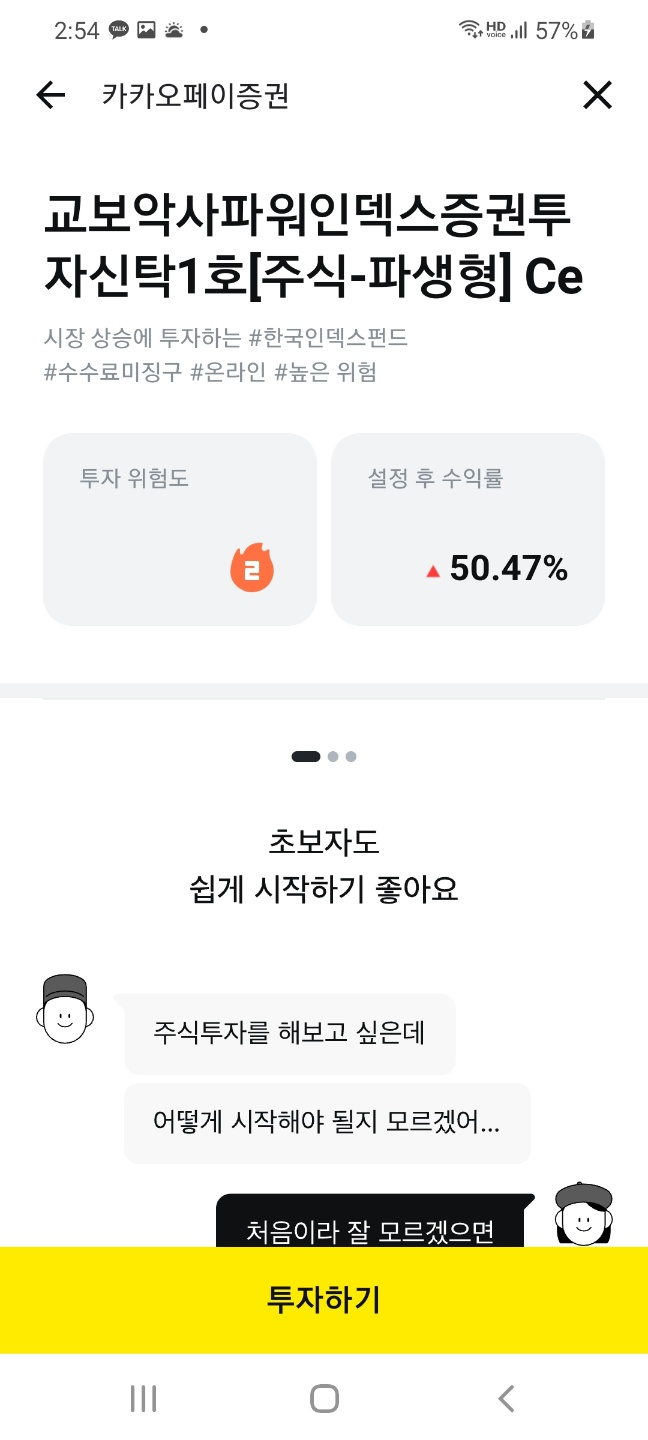 2:54 TALK HD voice 57%
카카오페이증권
교보악사파워인덱스증권투
자신탁1호[주식-파생형] Ce
시장 상승에 투자하는 #한국인덱스펀드
#수수료미징구 #온라인 #높은 위험
투자 위험도
2
설정 후 수익률
▲ 50.47%
초보자도
쉽게 시작하기 좋아요
주식투자를 해보고 싶은데
어떻게 시작해야 될지 모르겠어...
처음이라 잘 모르겠으면
투자하기